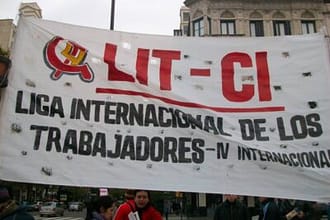 LIT-CI
LIGA INTERNACIONAL DE LOS
TRABAJADORES-IV INTERNACIONAL